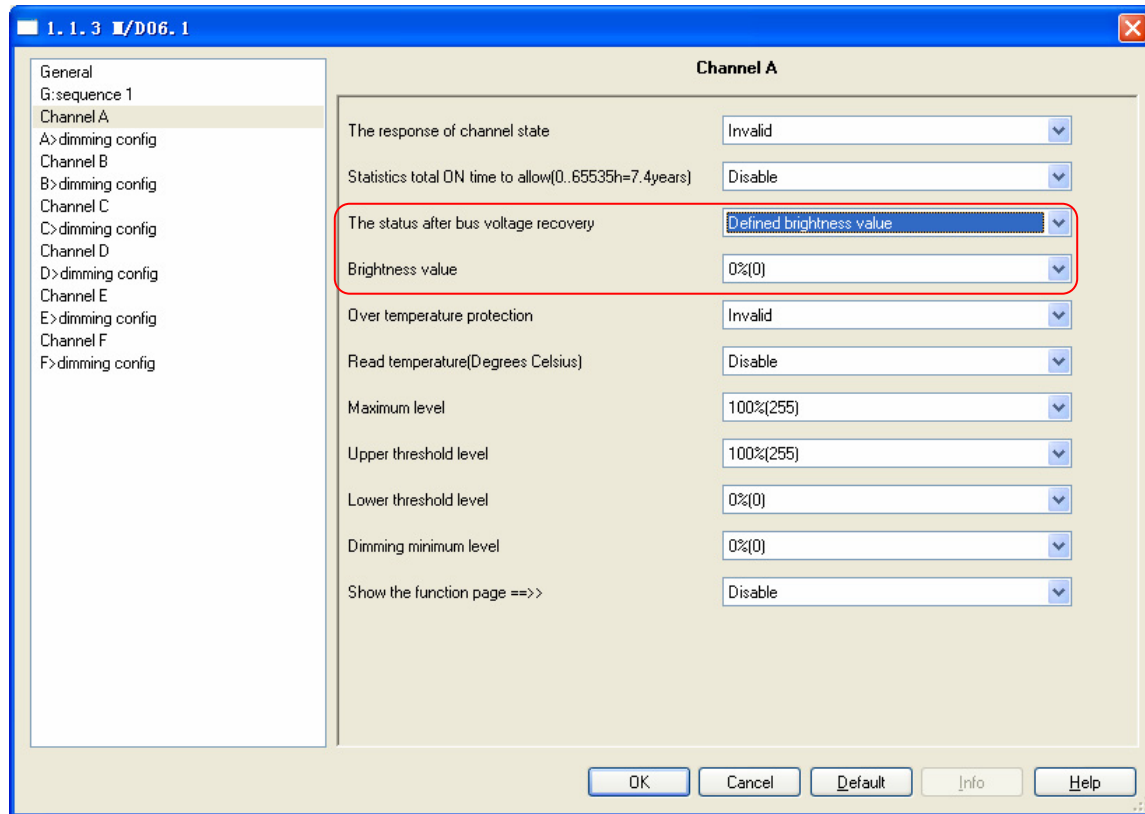 1.1.3 M/D06.1
General
G:sequence 1
Channel A
A>dimming config
Channel B
B>dimming config
Channel C
C>dimming config
Channel D
D>dimming config
Channel E
E>dimming config
Channel F
F>dimming config
Channel A
The response of channel state Invalid
Statistics total ON time to allow(0..65535h=7.4years) Disable
The status after bus voltage recovery Defined brightness value
Brightness value 0%(0)
Over temperature protection Invalid
Read temperature(Degrees Celsius) Disable
Maximum level 100%(255)
Upper threshold level 100%(255)
Lower threshold level 0%(0)
Dimming minimum level 0%(0)
Show the function page ==>> Disable
OK Cancel Default Info Help